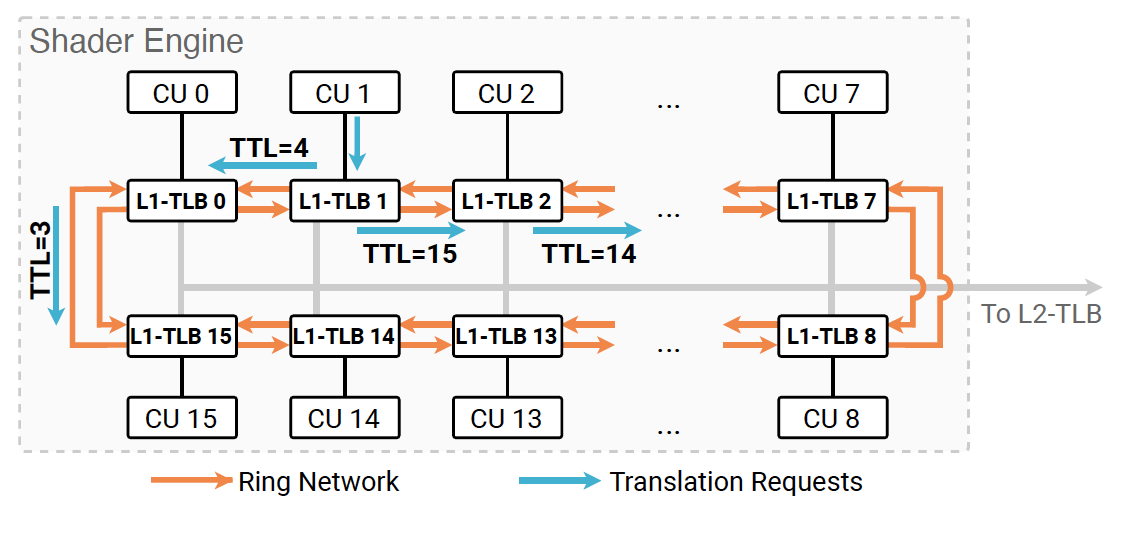 Shader Engine
CU 0 CU 1 CU 2 ... CU 7
TTL=4
L1-TLB 0 L1-TLB 1 L1-TLB 2 ... L1-TLB 7
TTL=3
TTL=15 TTL=14
To L2-TLB
L1-TLB 15 L1-TLB 14 L1-TLB 13 ... L1-TLB 8
CU 15 CU 14 CU 13 ... CU 8
Ring Network Translation Requests